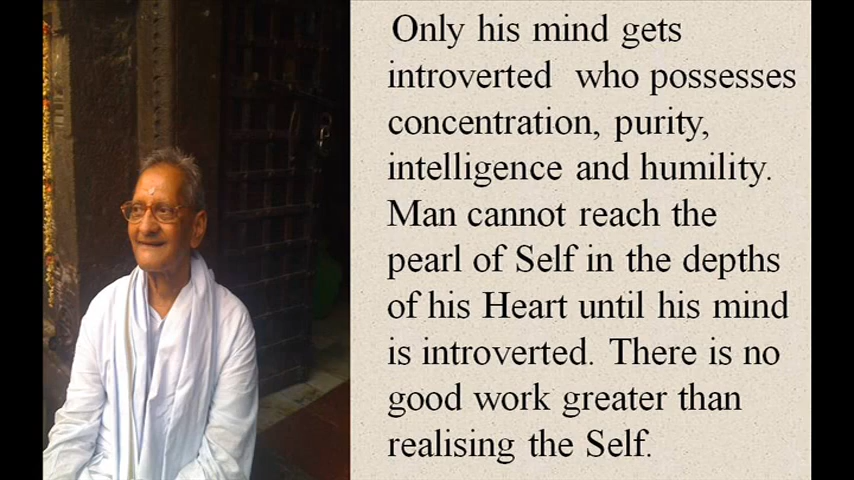 Only his mind gets
introverted  who possesses
concentration, purity,
intelligence and humility.
Man cannot reach the
pearl of Self in the depths
of his Heart until his mind
is introverted. There is no
good work greater than
realising the Self.